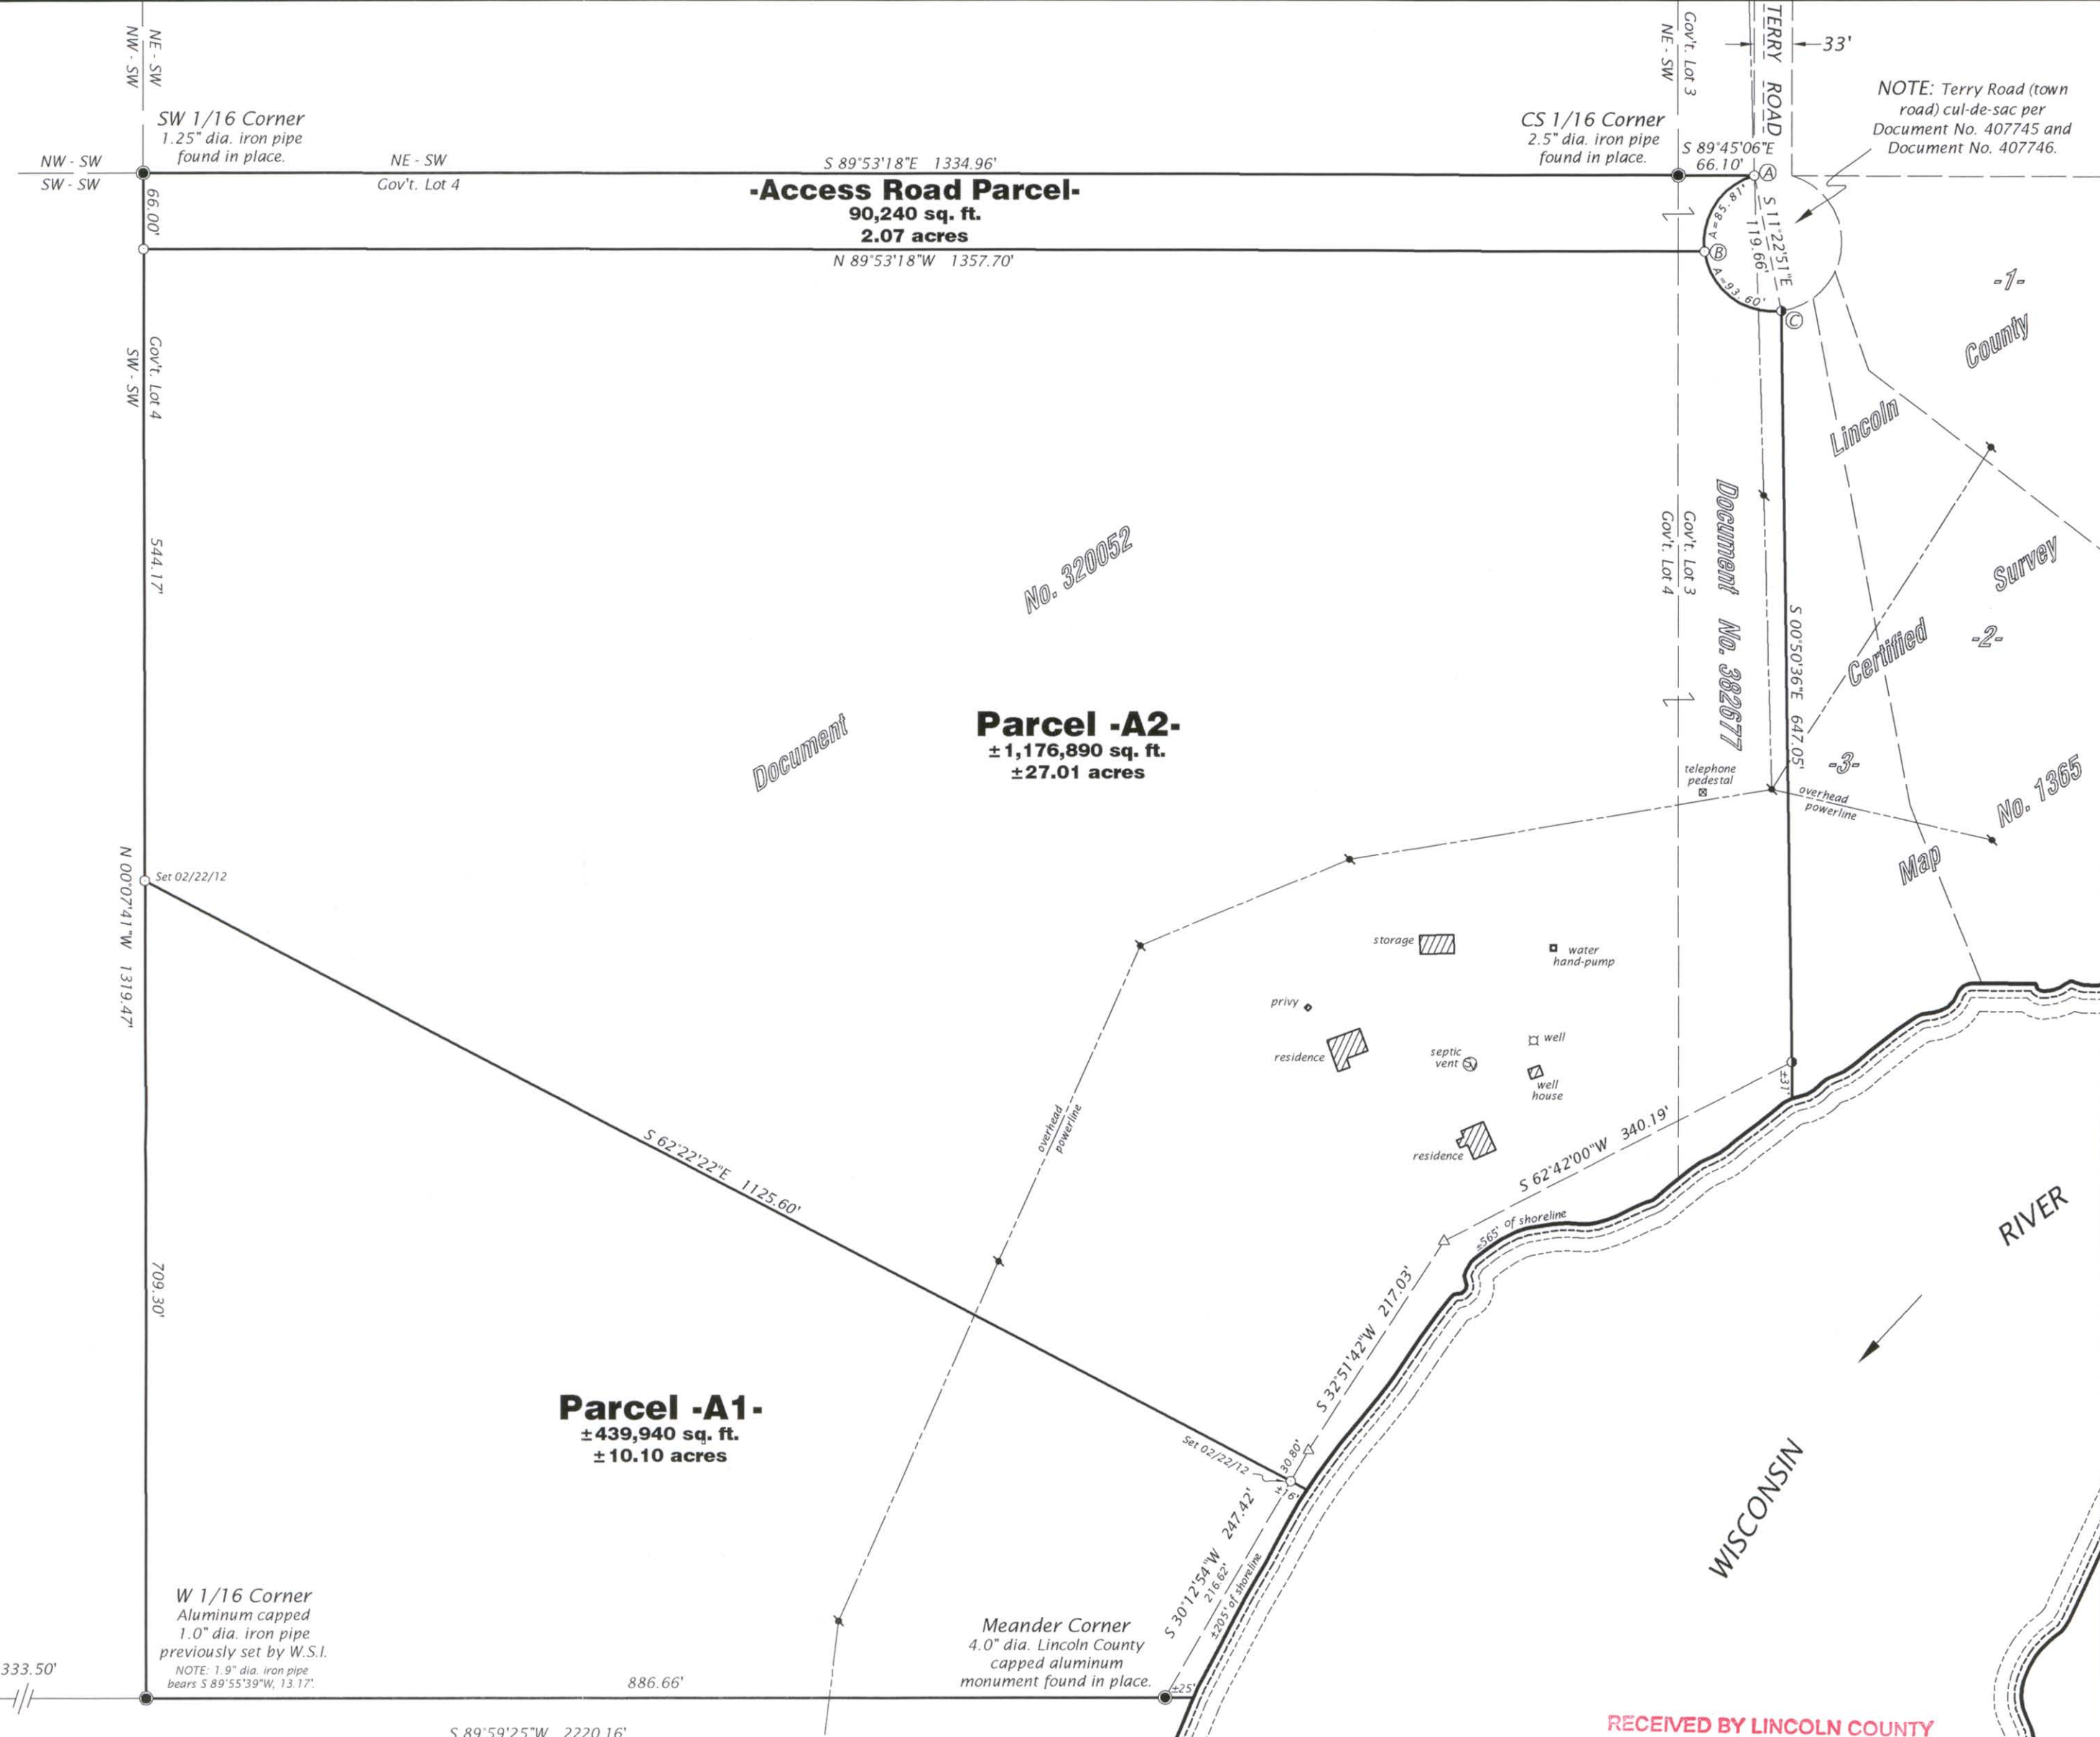 NE - SW
NW - SW
Gov't. Lot 3
NE - SW
TERRY ROAD
33'
NOTE: Terry Road (town
road) cul-de-sac per
Document No. 407745 and
Document No. 407746.
SW 1/16 Corner
1.25" dia. iron pipe
found in place.
CS 1/16 Corner
2.5" dia. iron pipe
found in place.
S 89°45'06"E
66.10'
NW - SW
SW - SW
NE - SW
Gov't. Lot 4
S 89°53'18"E 1334.96'
-Access Road Parcel-
90,240 sq. ft.
2.07 acres
N 89°53'18"W 1357.70'
66.00'
A
B
C
A=85.81'
A=93.60'
S 11°22'51"E
119.66'
-1-
County
Lincoln
Gov't. Lot 4
SW - SW
544.17'
No. 320052
Document
Gov't. Lot 3
Gov't. Lot 4
Document No. 382677
S 00°50'36"E 647.05'
Survey
Certified
-2-
-3-
No. 1365
Map
Parcel -A2-
±1,176,890 sq. ft.
±27.01 acres
telephone
pedestal
overhead
powerline
N 00°07'41"W 1319.47'
Set 02/22/12
storage
water
hand-pump
privy
residence
septic
vent
SV
well
well
house
residence
±31'
overhead
powerline
S 62°42'00"W 340.19'
±565' of shoreline
S 62°22'22"E 1125.60'
RIVER
709.30'
S 32°51'42"W 217.03'
Parcel -A1-
±439,940 sq. ft.
±10.10 acres
Set 02/22/12
30.80'
±16'
S 30°12'54"W 247.42'
216.62'
±205' of shoreline
WISCONSIN
W 1/16 Corner
Aluminum capped
1.0" dia. iron pipe
previously set by W.S.I.
NOTE: 1.9" dia. iron pipe
bears S 89°55'39"W, 13.17'.
Meander Corner
4.0" dia. Lincoln County
capped aluminum
monument found in place.
±25'
333.50'
886.66'
S 89°59'25"W 2220.16'
RECEIVED BY LINCOLN COUNTY